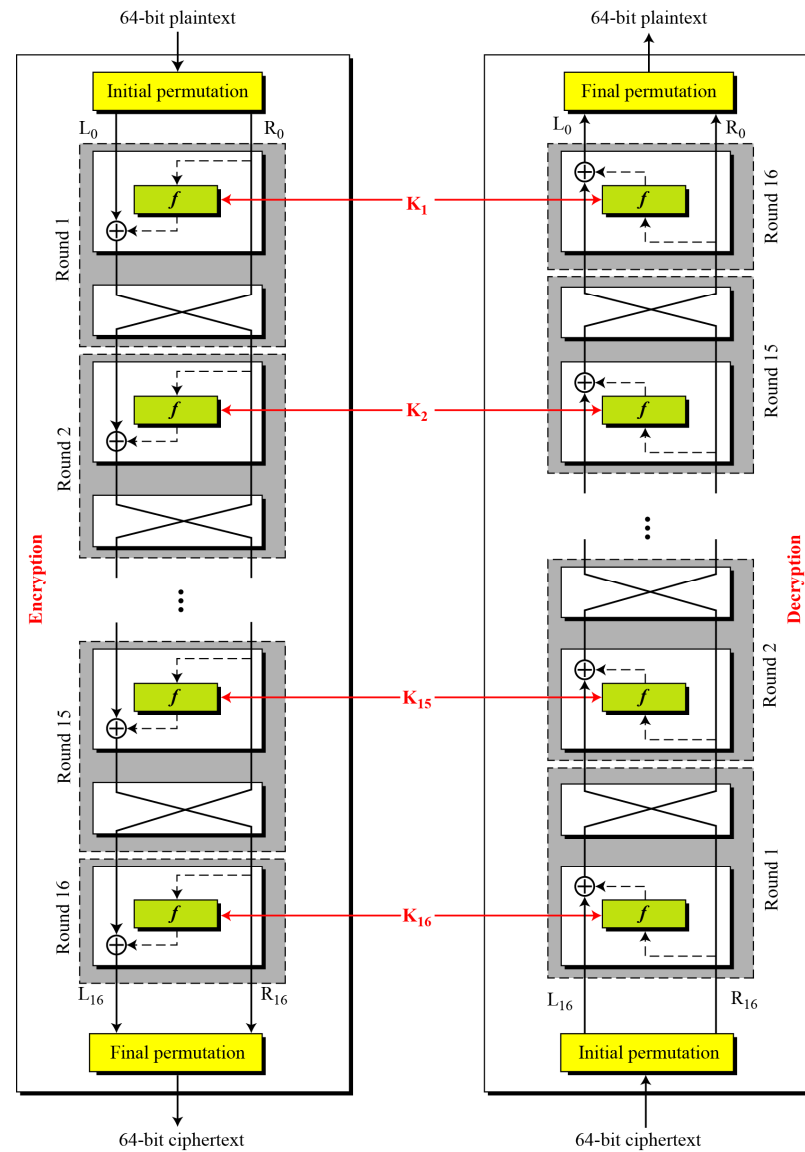 64-bit plaintext
Initial permutation
L0
R0
Round 1
f
K1
Round 2
f
K2
Encryption
Round 15
f
K15
Round 16
f
K16
L16
R16
Final permutation
64-bit ciphertext
64-bit plaintext
Final permutation
L0
R0
f
Round 16
Round 15
f
Decryption
Round 2
f
Round 1
f
L16
R16
Initial permutation
64-bit ciphertext